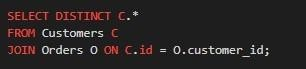 SELECT DISTINCT C.*
FROM Customers C
JOIN Orders O ON C.id = O.customer_id;